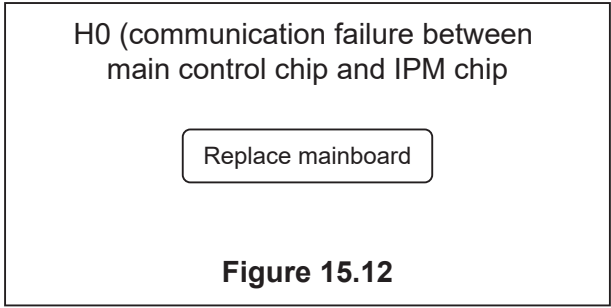 H0 (communication failure between
main control chip and IPM chip
Replace mainboard
Figure 15.12